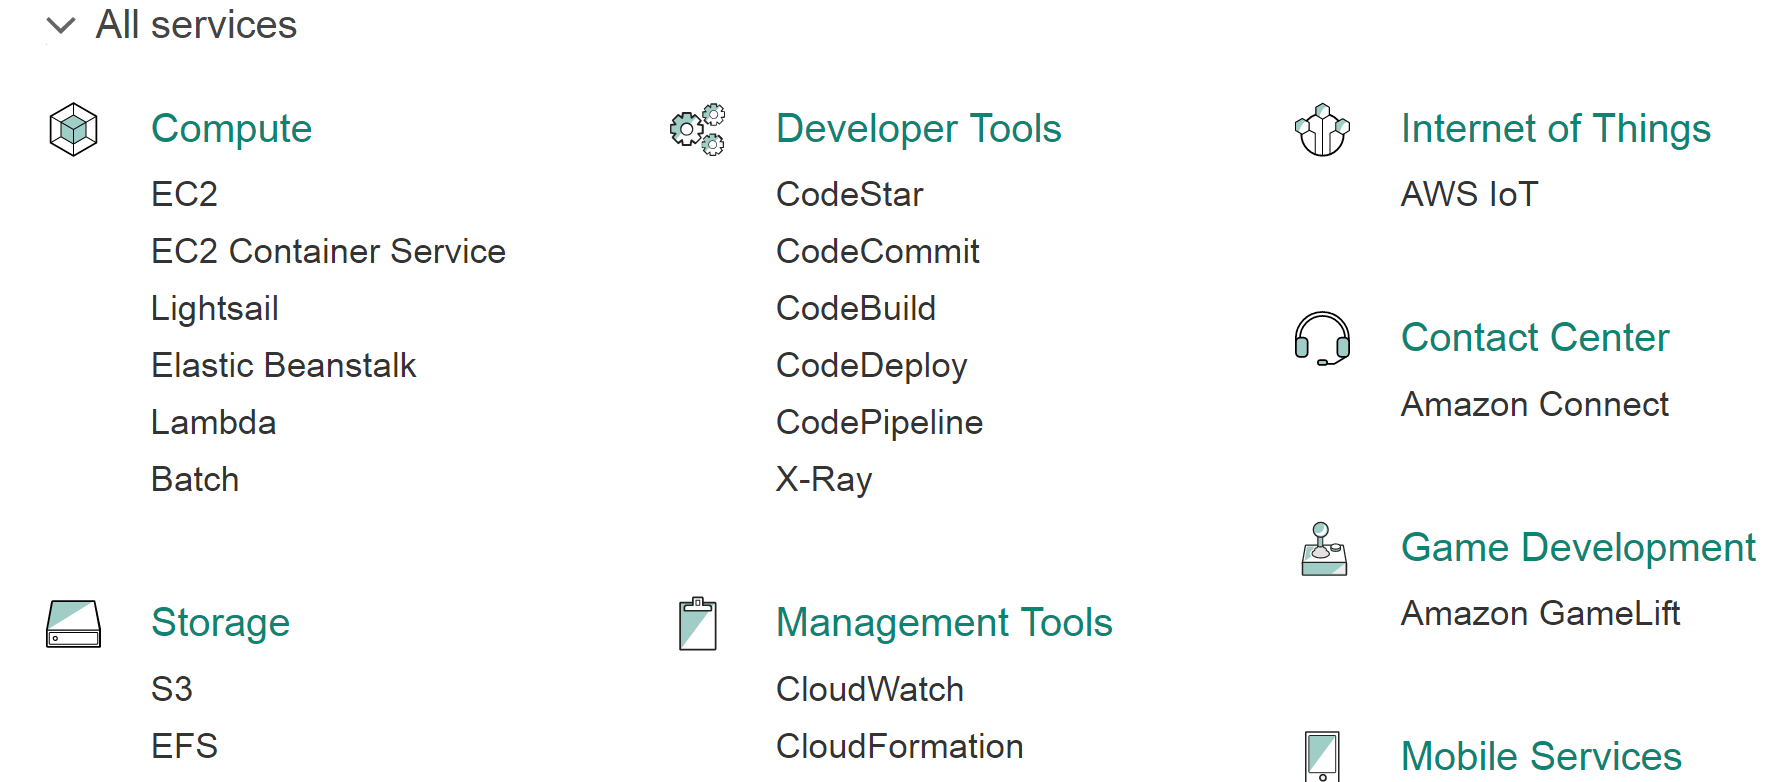 All services
Compute
EC2
EC2 Container Service
Lightsail
Elastic Beanstalk
Lambda
Batch
Storage
S3
EFS
Developer Tools
CodeStar
CodeCommit
CodeBuild
CodeDeploy
CodePipeline
X-Ray
Management Tools
CloudWatch
CloudFormation
Internet of Things
AWS IoT
Contact Center
Amazon Connect
Game Development
Amazon GameLift
Mobile Services